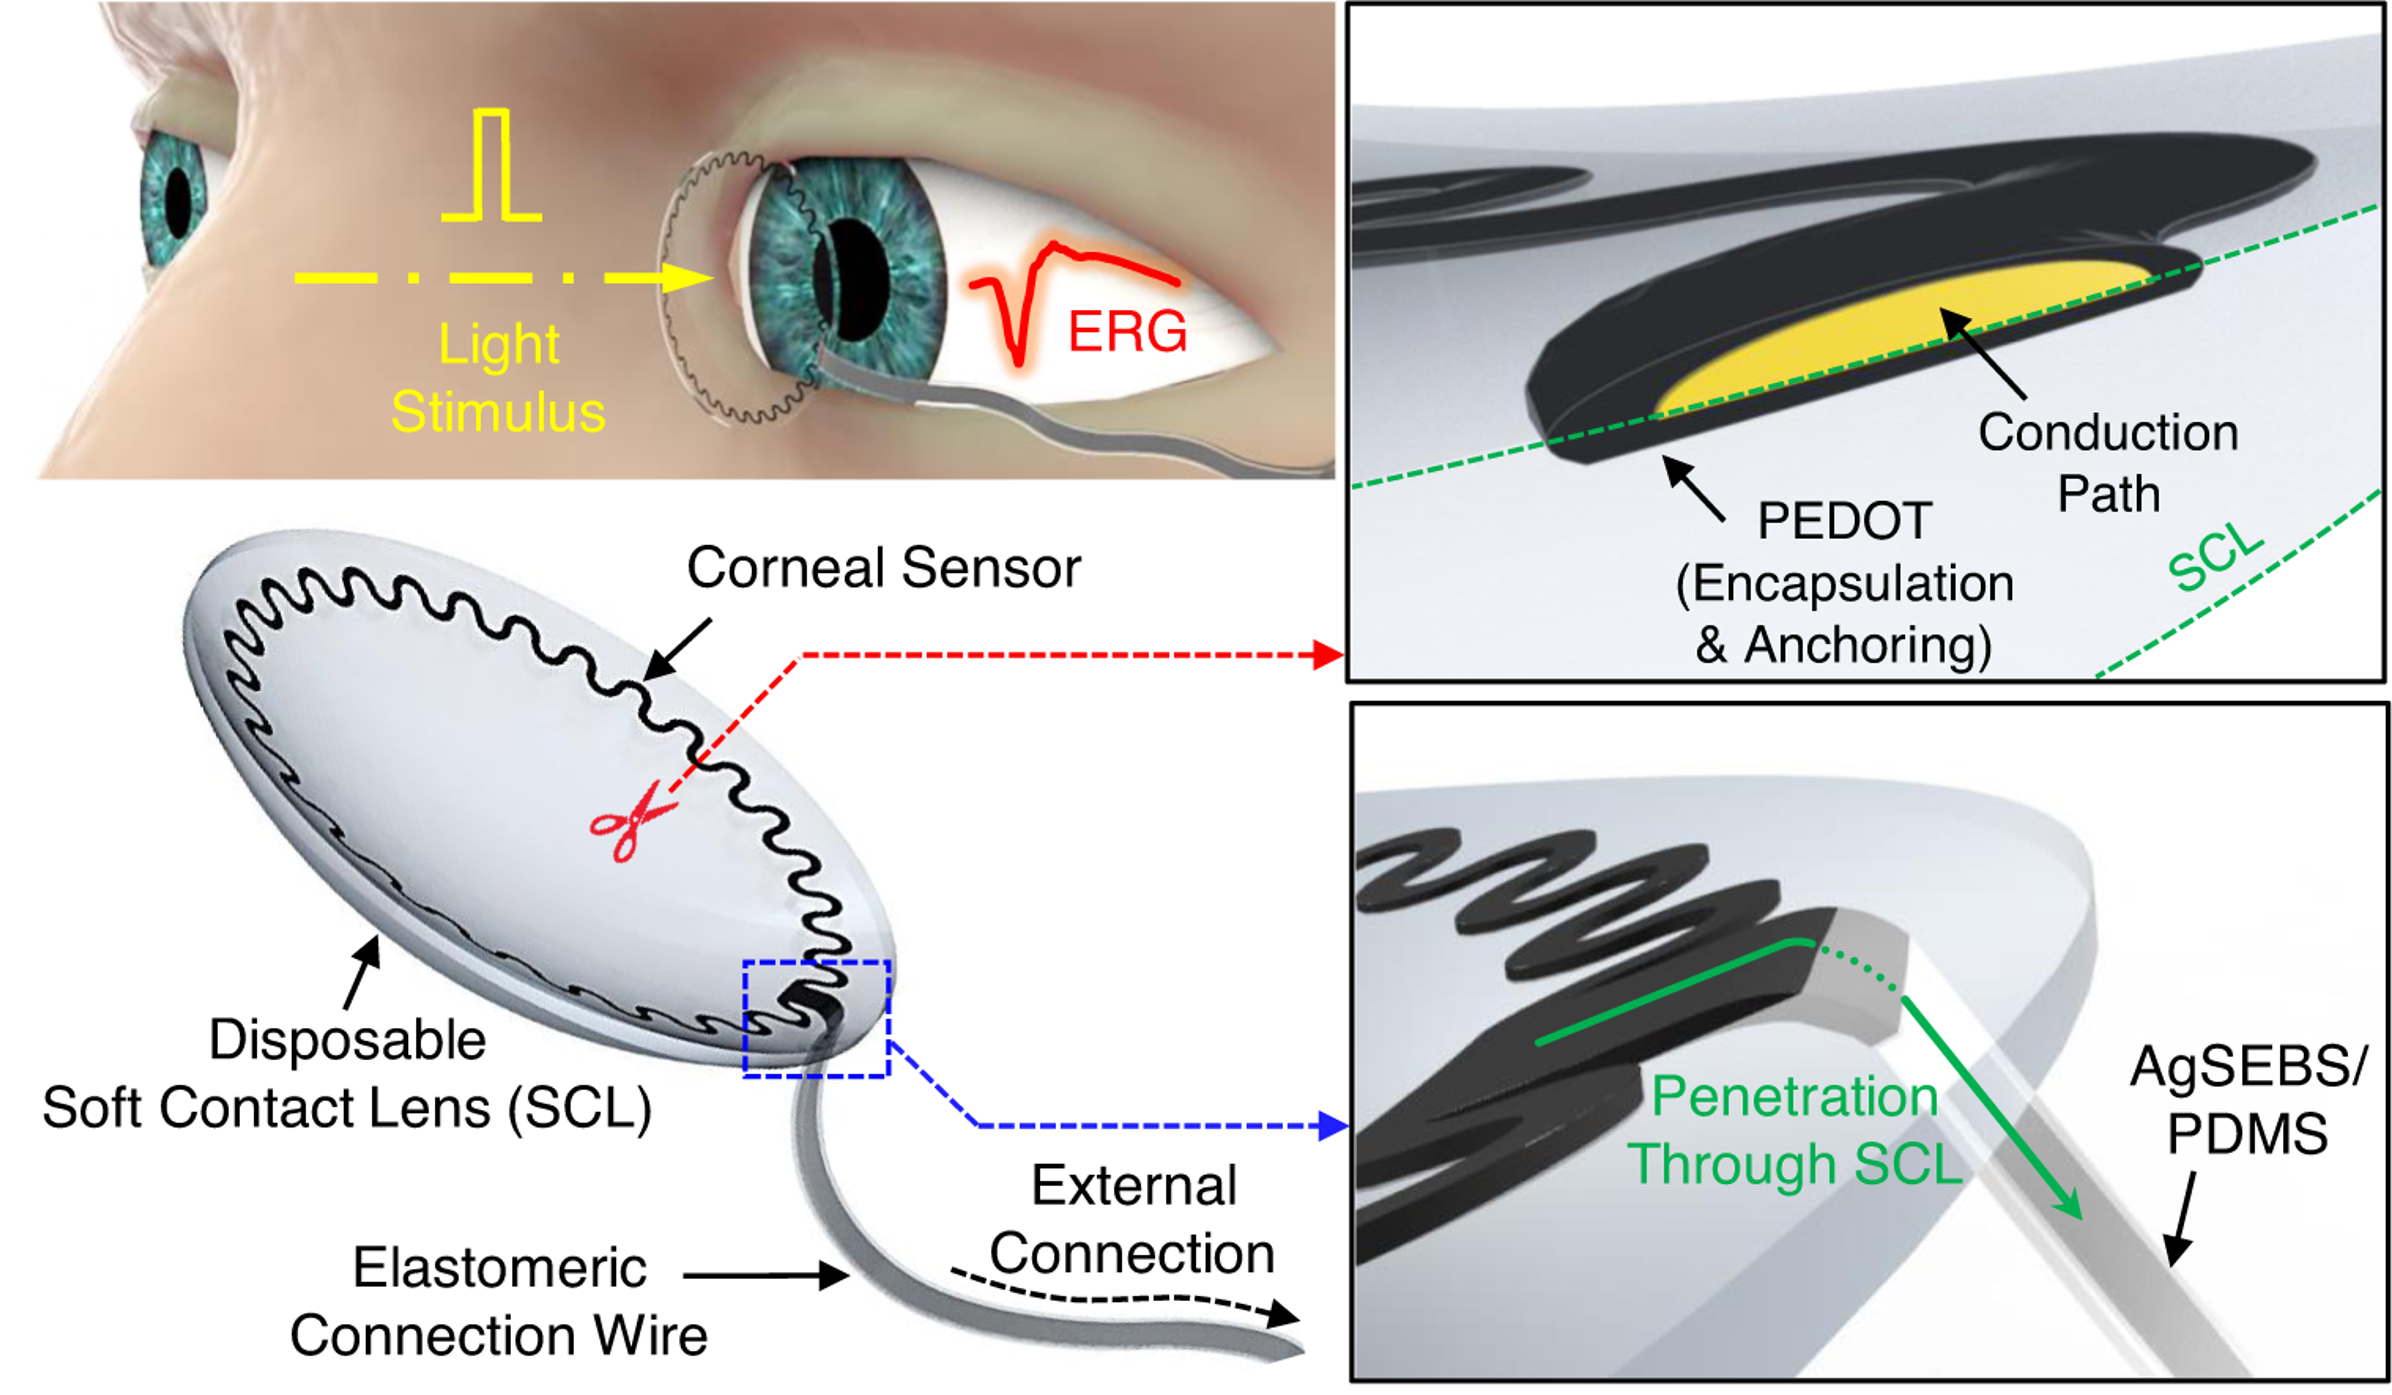 Light
Stimulus
ERG
Conduction
Path
PEDOT
(Encapsulation
& Anchoring)
SCL
Corneal Sensor
Disposable
Soft Contact Lens (SCL)
External
Connection
Elastomeric
Connection Wire
Penetration
Through SCL
AgSEBS/
PDMS